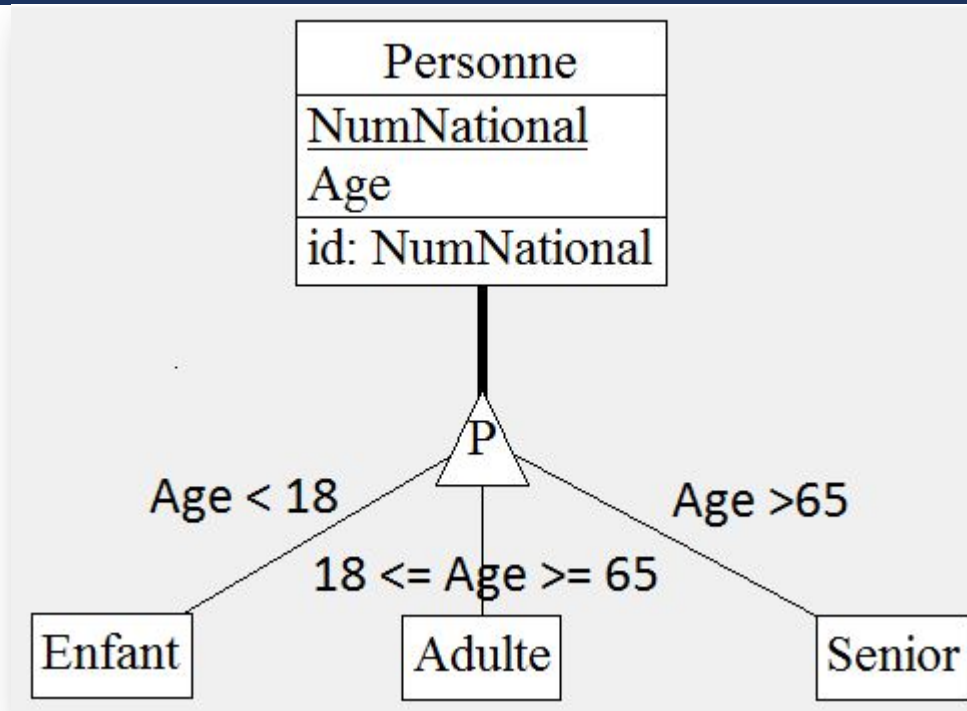 Personne
NumNational
Age
id: NumNational
P
Age < 18
Age >65
18 <= Age >= 65
Enfant
Adulte
Senior